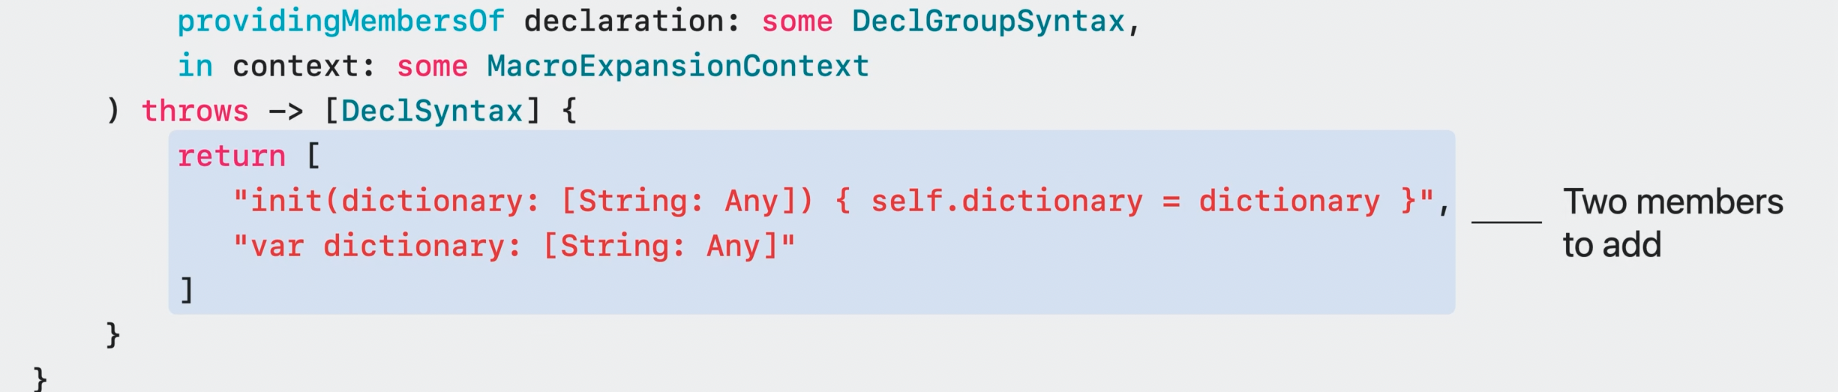 providingMembersOf declaration: some DeclGroupSyntax,
in context: some MacroExpansionContext
) throws -> [DeclSyntax] {
return [
"init(dictionary: [String: Any]) { self.dictionary = dictionary }",
"var dictionary: [String: Any]"
]
}
}
Two members
to add